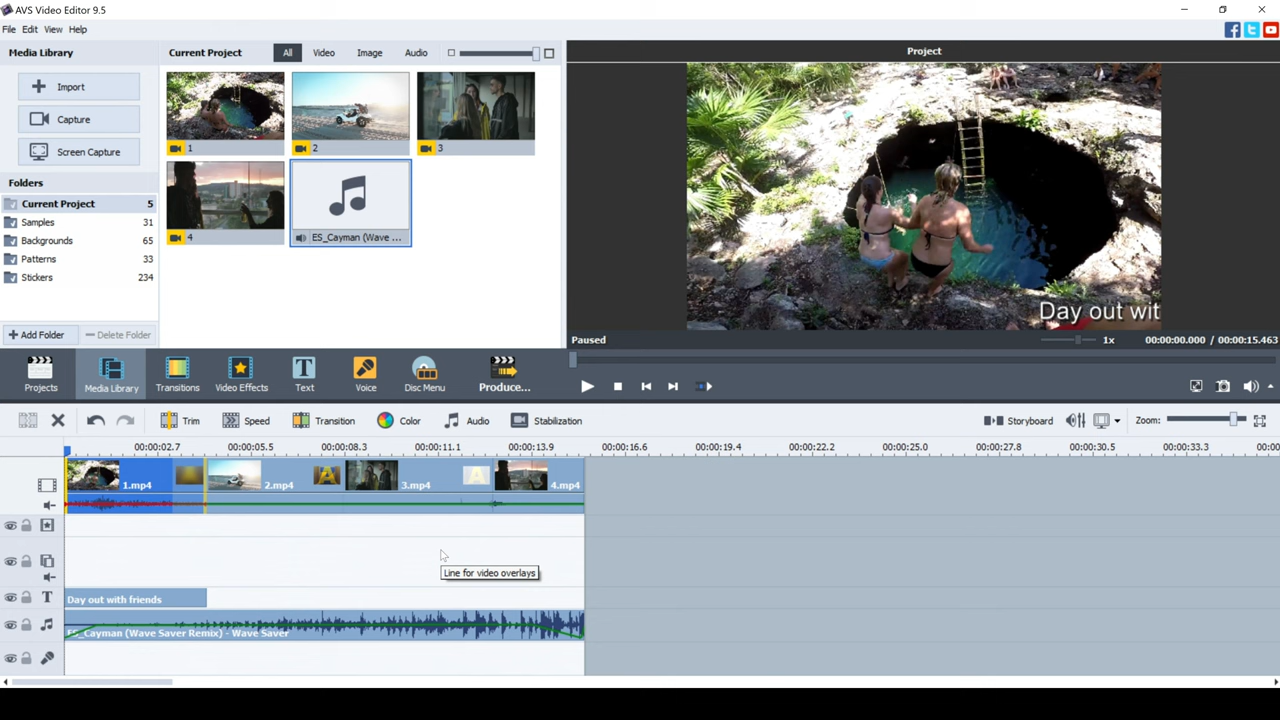 AVS Video Editor 9.5
File Edit View Help
Media Library
Current Project All Video Image Audio
Project
Import
Capture
Screen Capture
1 2 3
4 ES_Cayman (Wave ...
Folders
Current Project 5
Samples 31
Backgrounds 65
Patterns 33
Stickers 234
Add Folder Delete Folder
Day out wit
Paused 1x 00:00:00.000 / 00:00:15.463
Projects Media Library Transitions Video Effects Text Voice Disc Menu Produce...
Trim Speed Transition Color Audio Stabilization Storyboard Zoom:
00:00:02.7 00:00:05.5 00:00:08.3 00:00:11.1 00:00:13.9 00:00:16.6 00:00:19.4 00:00:22.2 00:00:25.0 00:00:27.8 00:00:30.5 00:00:33.3 00:00
1.mp4 2.mp4 3.mp4 4.mp4
Line for video overlays
Day out with friends
ES_Cayman (Wave Saver Remix) - Wave Saver